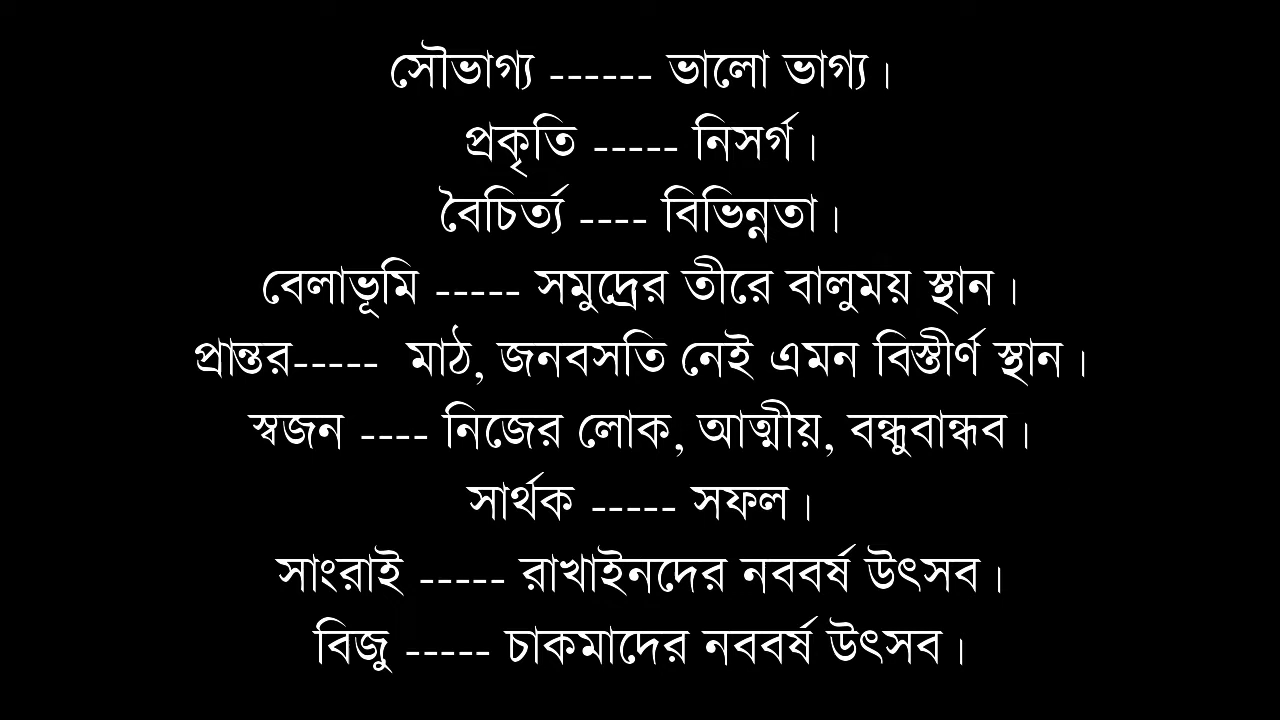 সৌভাগ্য ------ ভালো ভাগ্য।
প্রকৃতি ----- নিসর্গ।
বৈচির্ত্য ---- বিভিন্নতা।
বেলাভূমি ----- সমুদ্রের তীরে বালুময় স্থান।
প্রান্তর----- মাঠ, জনবসতি নেই এমন বিস্তীর্ণ স্থান।
স্বজন ---- নিজের লোক, আত্মীয়, বন্ধুবান্ধব।
সার্থক ----- সফল।
সাংরাই ----- রাখাইনদের নববর্ষ উৎসব।
বিজু ----- চাকমাদের নববর্ষ উৎসব।